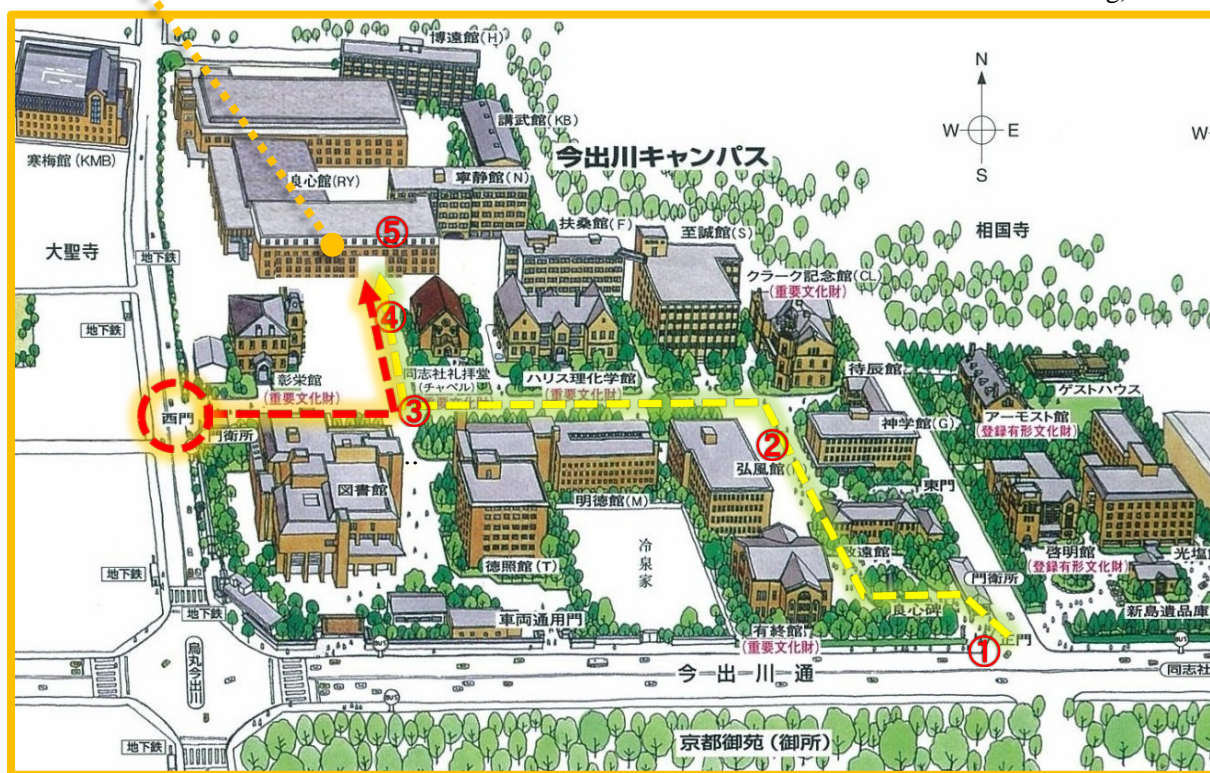 g,
博遠館(H)
N
W E
S
W
講武館(KB)
今出川キャンパス
寒梅館(KMB)
良心館(RY)
寧静館(N)
扶桑館(F)
至誠館(S)
相国寺
大聖寺
地下鉄
⑤
クラーク記念館(CL)
(重要文化財)
地下鉄
④
彰栄館
(重要文化財)
同志社礼拝堂
(チャペル)
ハリス理化学館
(重要文化財)
待辰館
ゲストハウス
アーモスト館
(登録有形文化財)
西門
門衛所
③
②
神学館(G)
弘風館
図書館
明徳館(M)
東門
冷泉家
徳照館(T)
啓明館
(登録有形文化財)
光塩
地下鉄
門衛所
地下鉄
車両通用門
良心碑
新島遺品庫
有終館
(重要文化財)
①
正門
BUS
同志社
烏丸今出川
今出川通
BUS
BUS
地下鉄
京都御苑(御所)